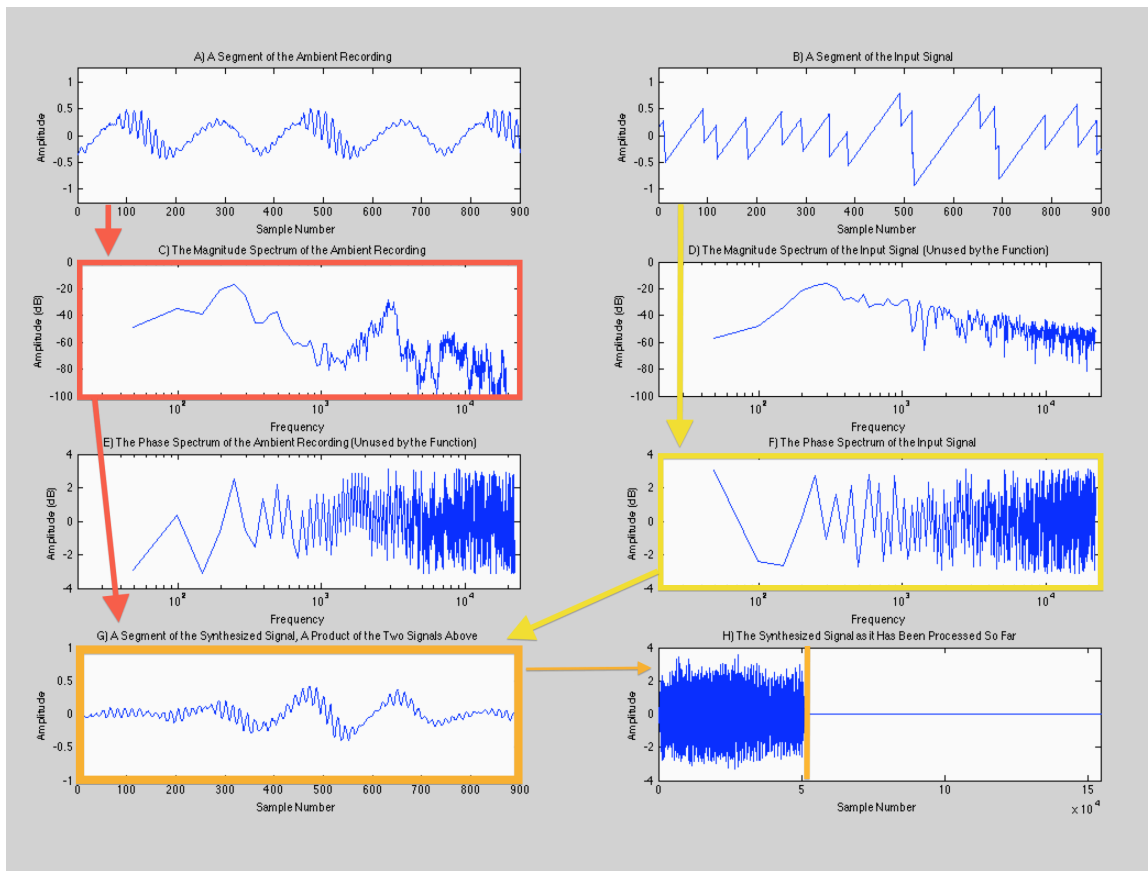 A) A Segment of the Ambient Recording
1
0.5
0
-0.5
-1
Amplitude
0 100 200 300 400 500 600 700 800 900
Sample Number
B) A Segment of the Input Signal
1
0.5
0
-0.5
-1
Amplitude
0 100 200 300 400 500 600 700 800 900
Sample Number
C) The Magnitude Spectrum of the Ambient Recording
0
-20
-40
-60
-80
-100
Amplitude (dB)
10² 10³ 10⁴
Frequency
D) The Magnitude Spectrum of the Input Signal (Unused by the Function)
0
-20
-40
-60
-80
-100
Amplitude (dB)
10² 10³ 10⁴
Frequency
E) The Phase Spectrum of the Ambient Recording (Unused by the Function)
4
2
0
-2
-4
Amplitude (dB)
10² 10³ 10⁴
Frequency
F) The Phase Spectrum of the Input Signal
4
2
0
-2
-4
Amplitude (dB)
10² 10³ 10⁴
Frequency
G) A Segment of the Synthesized Signal, A Product of the Two Signals Above
1
0.5
0
-0.5
-1
Amplitude
0 100 200 300 400 500 600 700 800 900
Sample Number
H) The Synthesized Signal as it Has Been Processed So Far
4
2
0
-2
-4
Amplitude
0 5 10 15
Sample Number
× 10⁴